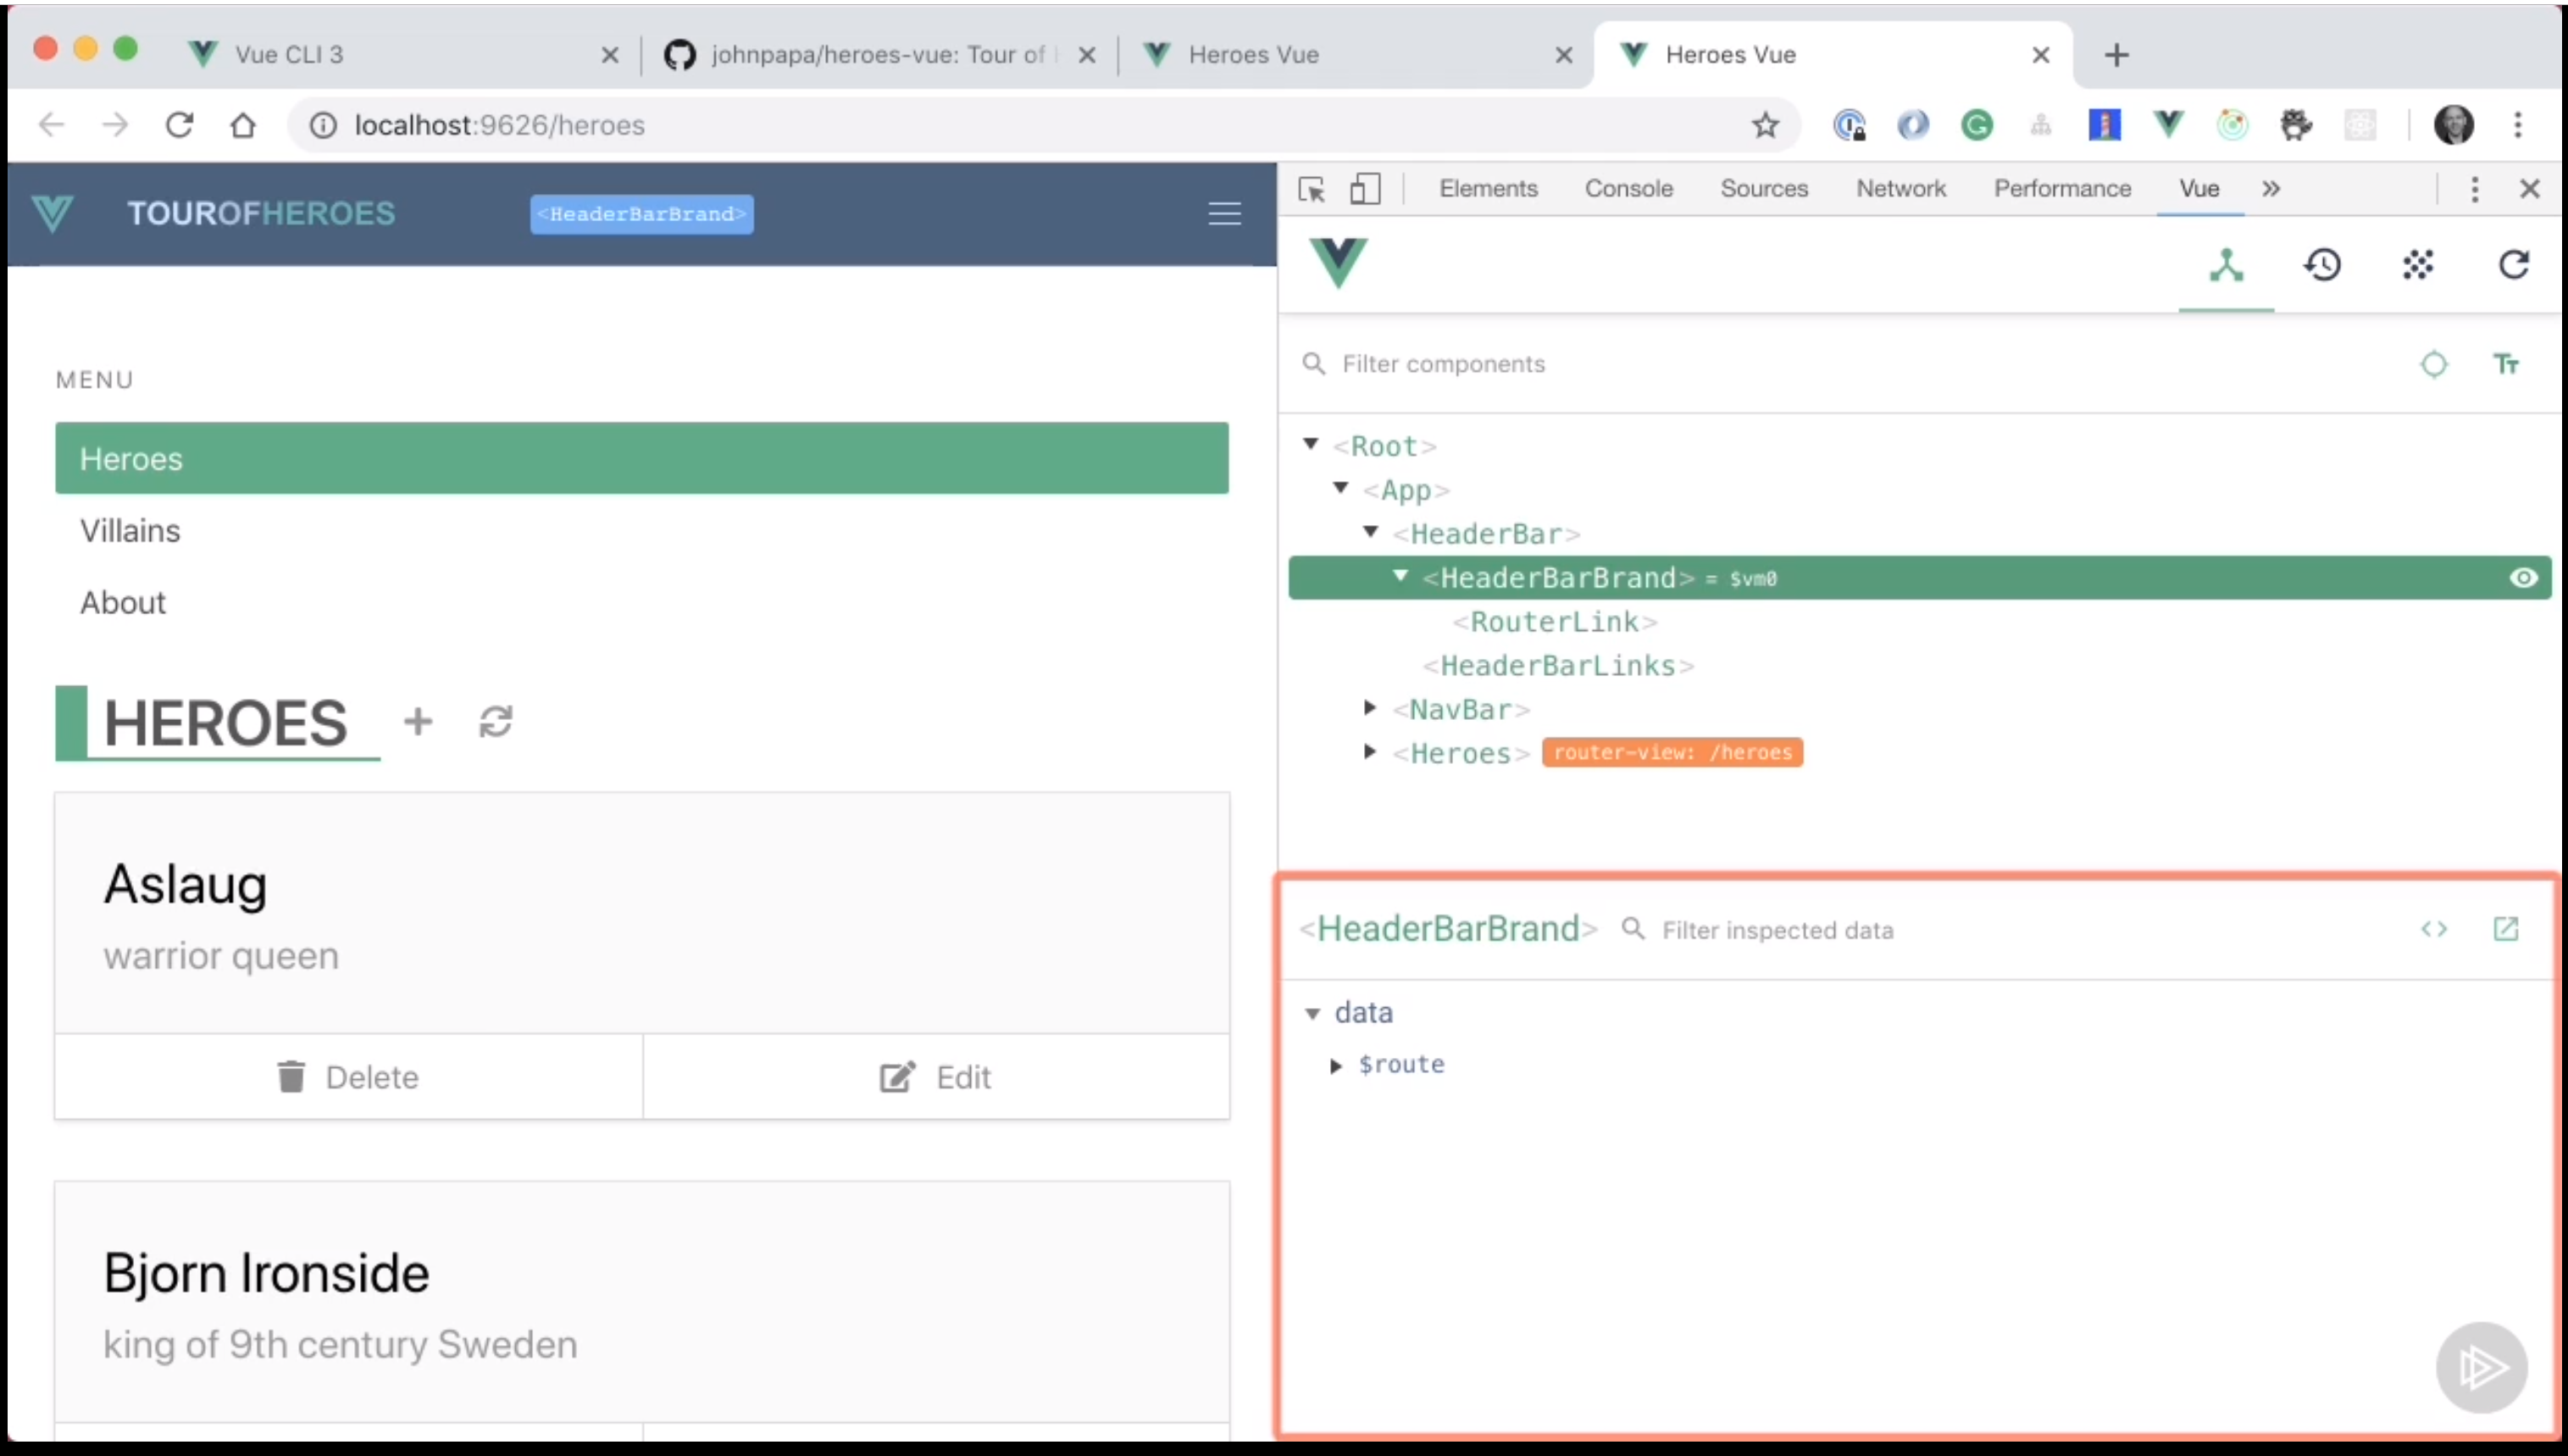 Vue CLI 3
johnpapa/heroes-vue: Tour of
Heroes Vue
Heroes Vue
localhost:9626/heroes
TOUROFHEROES
<HeaderBarBrand>
MENU
Heroes
Villains
About
HEROES
Aslaug
warrior queen
Delete
Edit
Bjorn Ironside
king of 9th century Sweden
Elements Console Sources Network Performance Vue »
Filter components
Tт
<Root>
<App>
<HeaderBar>
<HeaderBarBrand> = $vm0
<RouterLink>
<HeaderBarLinks>
<NavBar>
<Heroes> router-view: /heroes
<HeaderBarBrand> Filter inspected data
data
$route